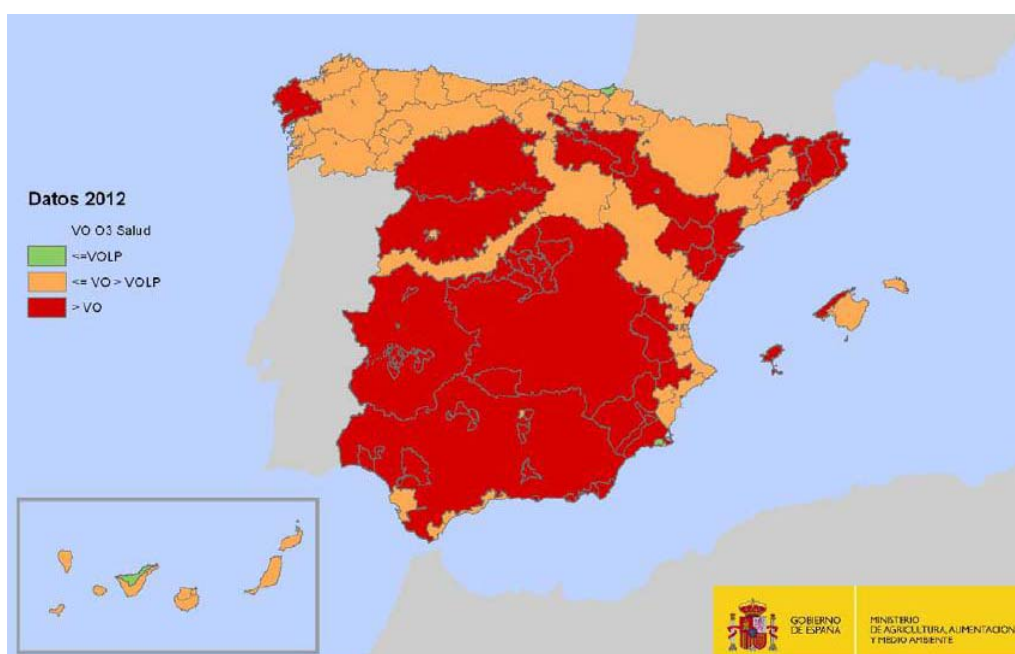 Datos 2012
VO O3 Salud
<=VOLP
<= VO > VOLP
> VO
GOBIERNO
DE ESPAÑA
MINISTERIO
DE AGRICULTURA, ALIMENTACIÓN
Y MEDIO AMBIENTE